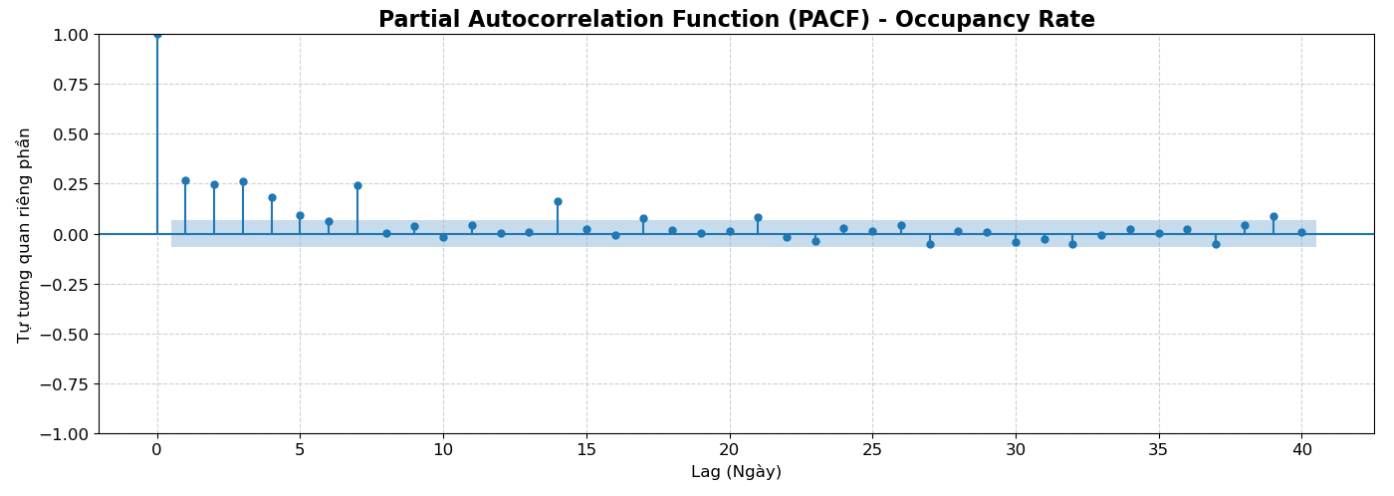 Partial Autocorrelation Function (PACF) - Occupancy Rate
1.00
0.75
0.50
0.25
0.00
−0.25
−0.50
−0.75
−1.00
Tự tương quan riêng phần
0 5 10 15 20 25 30 35 40
Lag (Ngày)